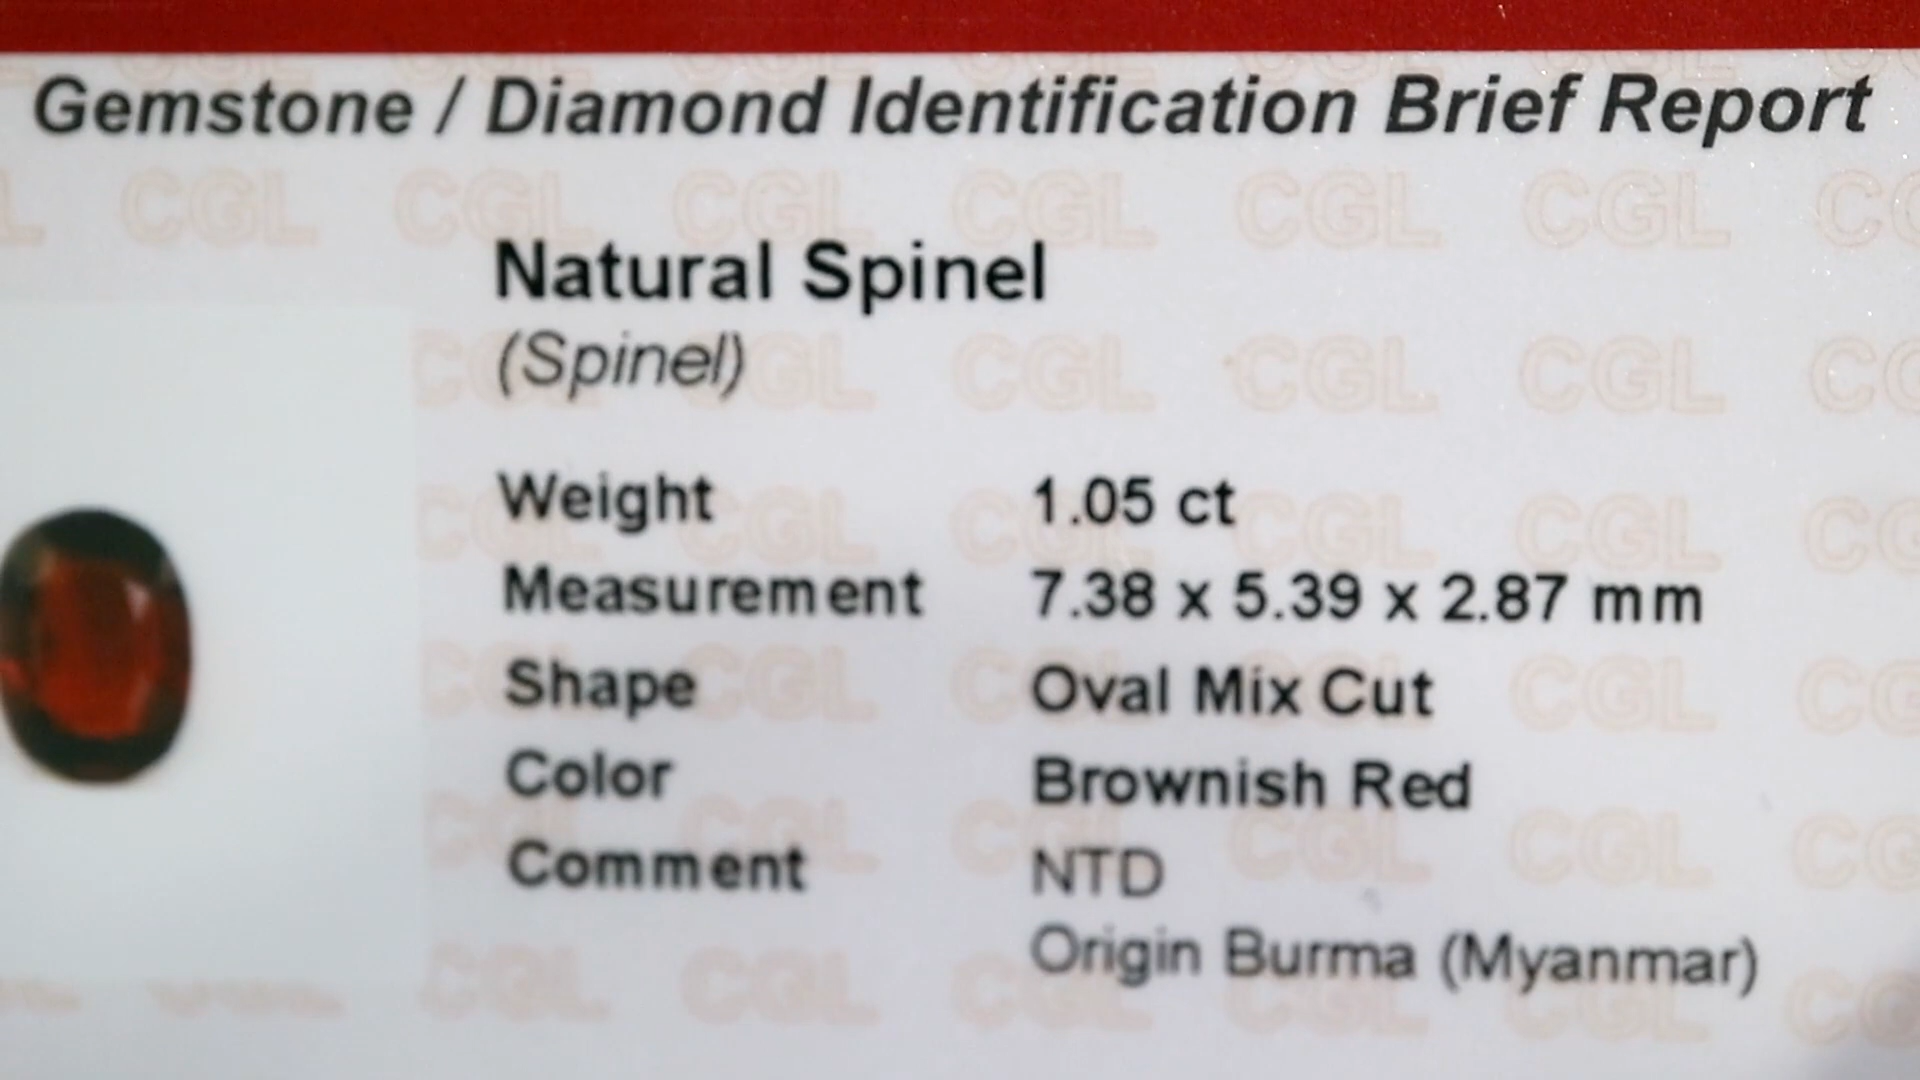 Gemstone / Diamond Identification Brief Report
Natural Spinel
(Spinel)
Weight 1.05 ct
Measurement 7.38 x 5.39 x 2.87 mm
Shape Oval Mix Cut
Color Brownish Red
Comment NTD
Origin Burma (Myanmar)